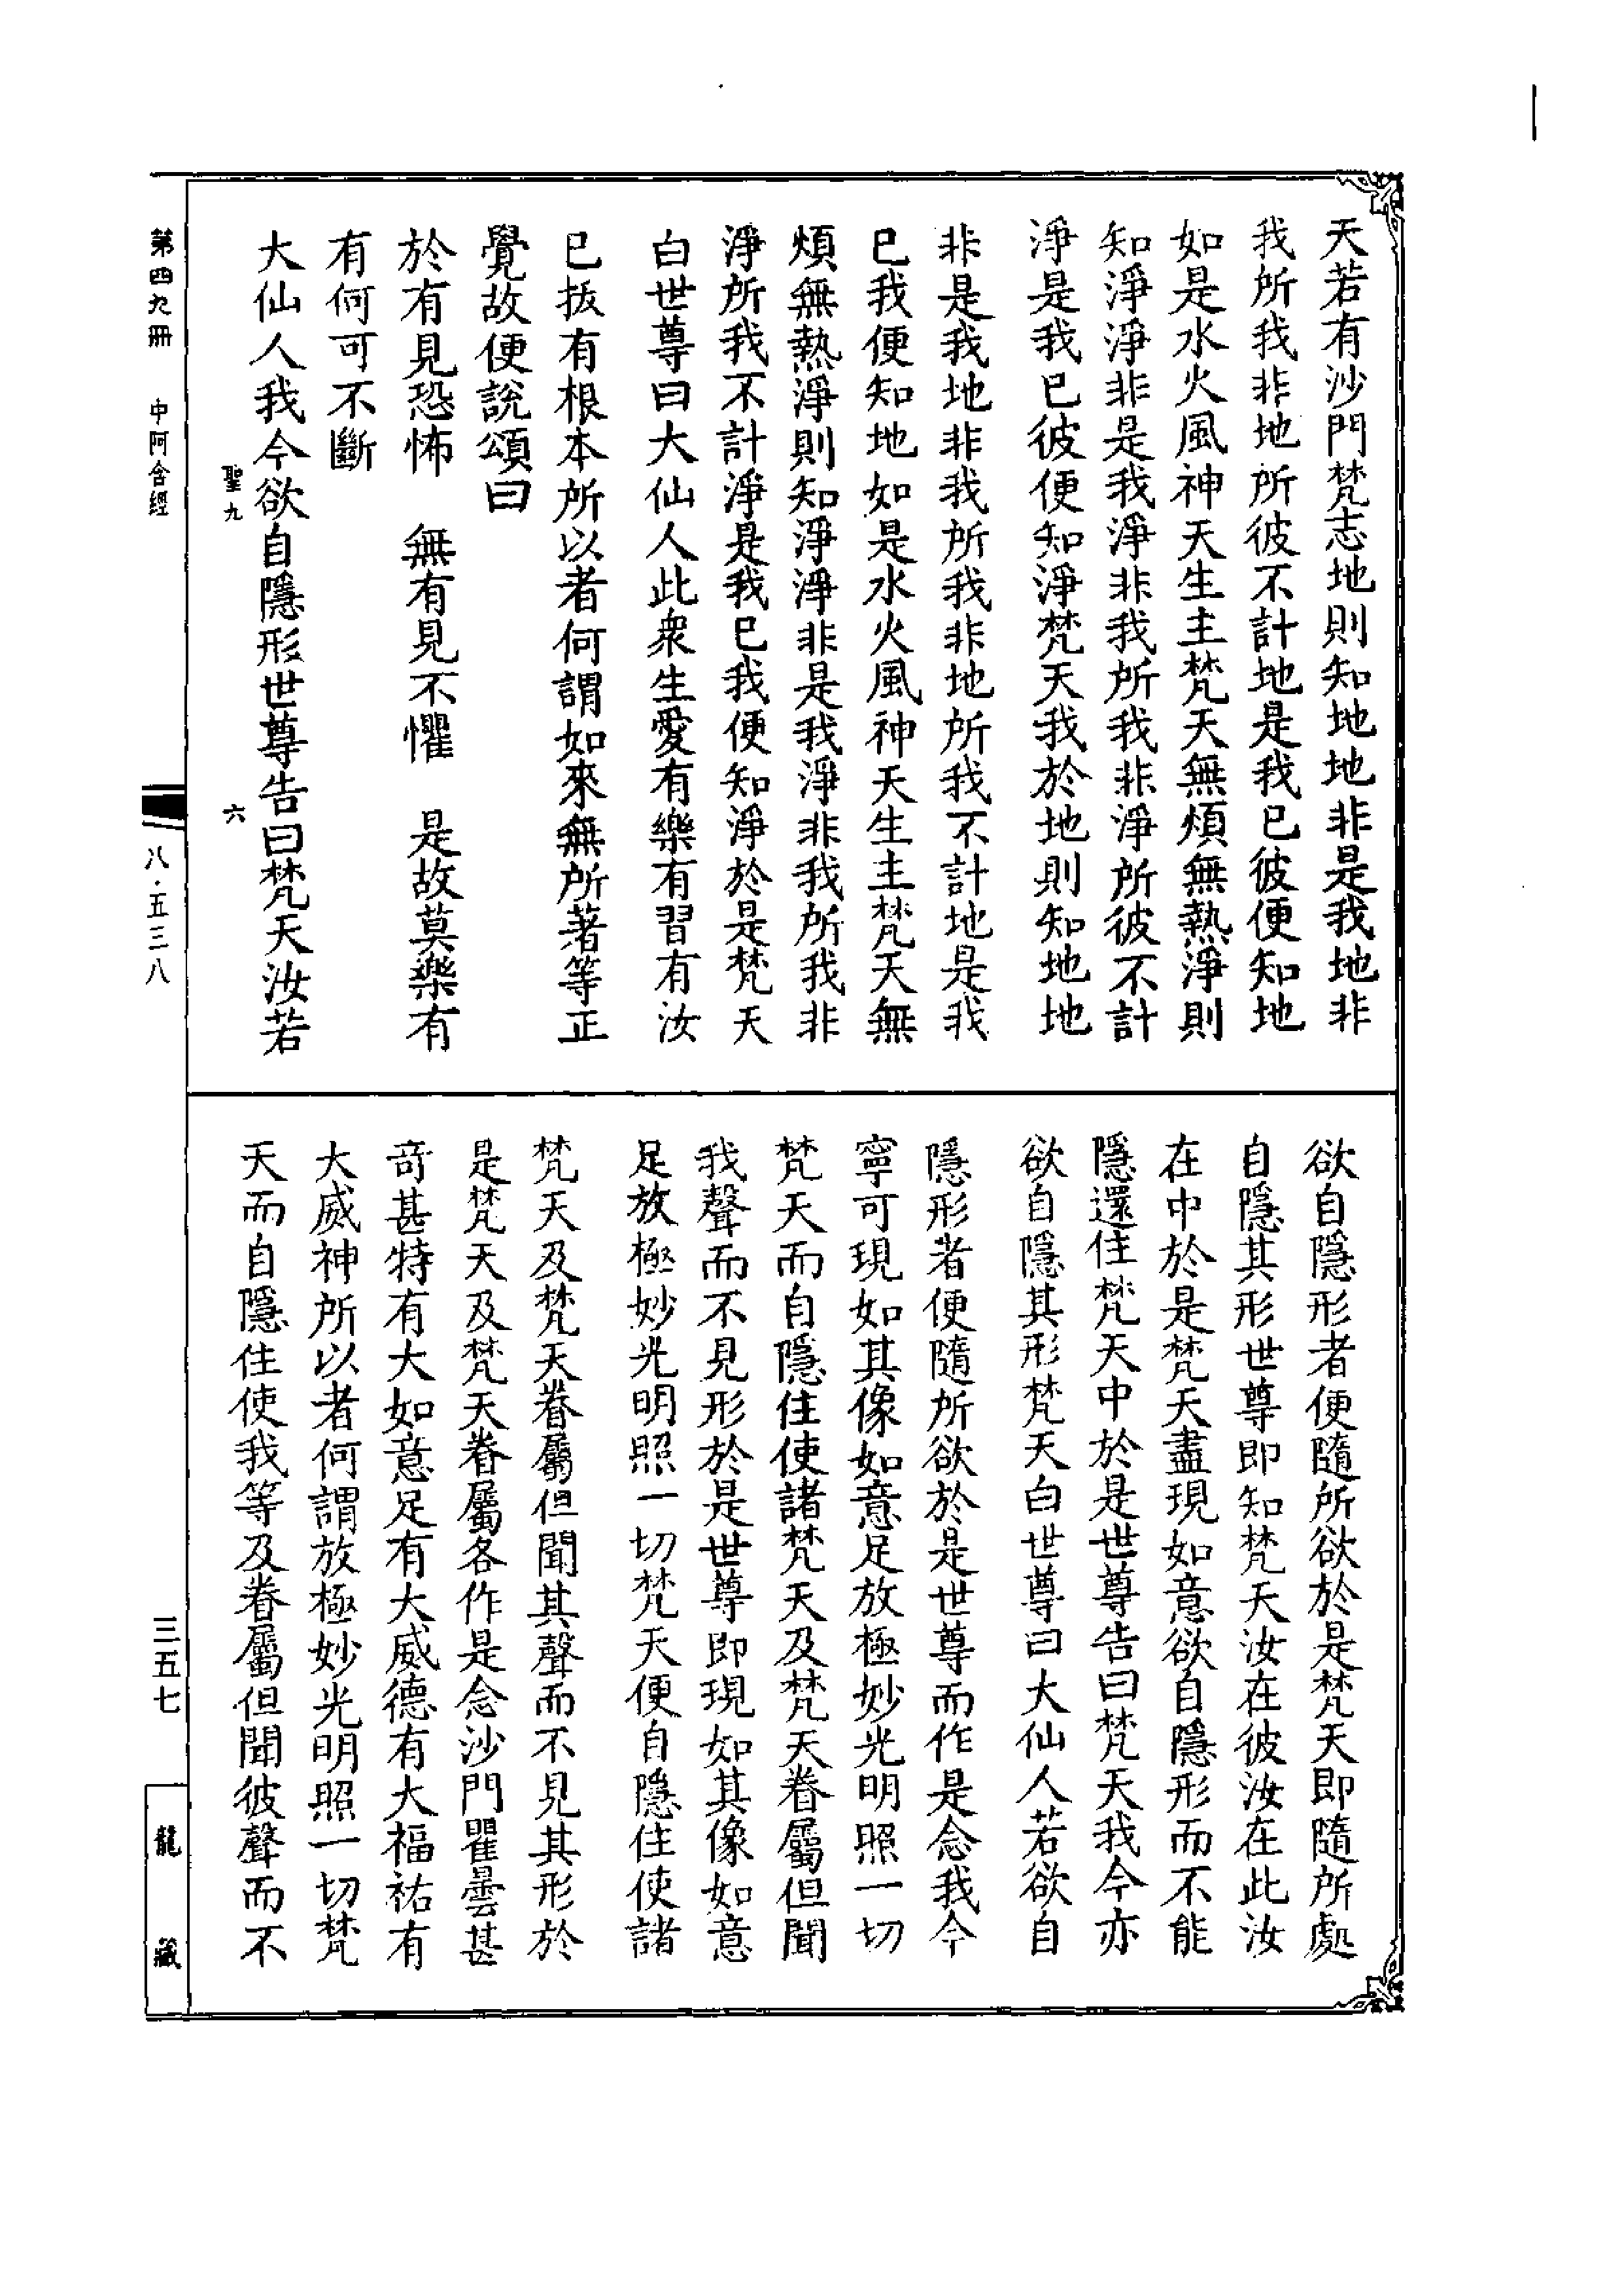 天若有沙門梵志地則知地地非是我地非
我所我非地所彼不計地是我已彼便知地
如是水火風神天生主梵天無煩無熱淨則
知淨淨非是我淨非我所我非淨所彼不計
淨是我已彼便知淨梵天我於地則知地地
非是我地非我所我非地所我不計地是我
已我便知地如是水火風神天生主梵天無
煩無熱淨則知淨淨非是我淨非我所我非
淨所我不計淨是我已我便知淨於是梵天
白世尊曰大仙人此衆生愛有樂有習有汝
已拔有根本所以者何謂如來無所著等正
覺故便說頌曰
於有見恐怖　無有見不懼　是故莫樂有
有何可不斷
大仙人我今欲自隱形世尊告曰梵天汝若
欲自隱形者便隨所欲於是梵天即隨所處
自隱其形世尊即知梵天汝在彼汝在此汝
在中於是梵天盡現如意欲自隱形而不能
隱還住梵天中於是世尊告曰梵天我今亦
欲自隱其形梵天白世尊曰大仙人若欲自
隱形者便隨所欲於是世尊而作是念我今
寧可現如其像如意足放極妙光明照一切
梵天而自隱住使諸梵天及梵天眷屬但聞
我聲而不見形於是世尊即現如其像如意
足放極妙光明照一切梵天便自隱住使諸
梵天及梵天眷屬但聞其聲而不見其形於
是梵天及梵天眷屬各作是念沙門瞿曇甚
奇甚特有大如意足有大威德有大福祐有
大威神所以者何謂放極妙光明照一切梵
天而自隱住使我等及眷屬但聞彼聲而不
聖九　六
第四九冊　中阿含經　八·五三八　三五七　龍藏